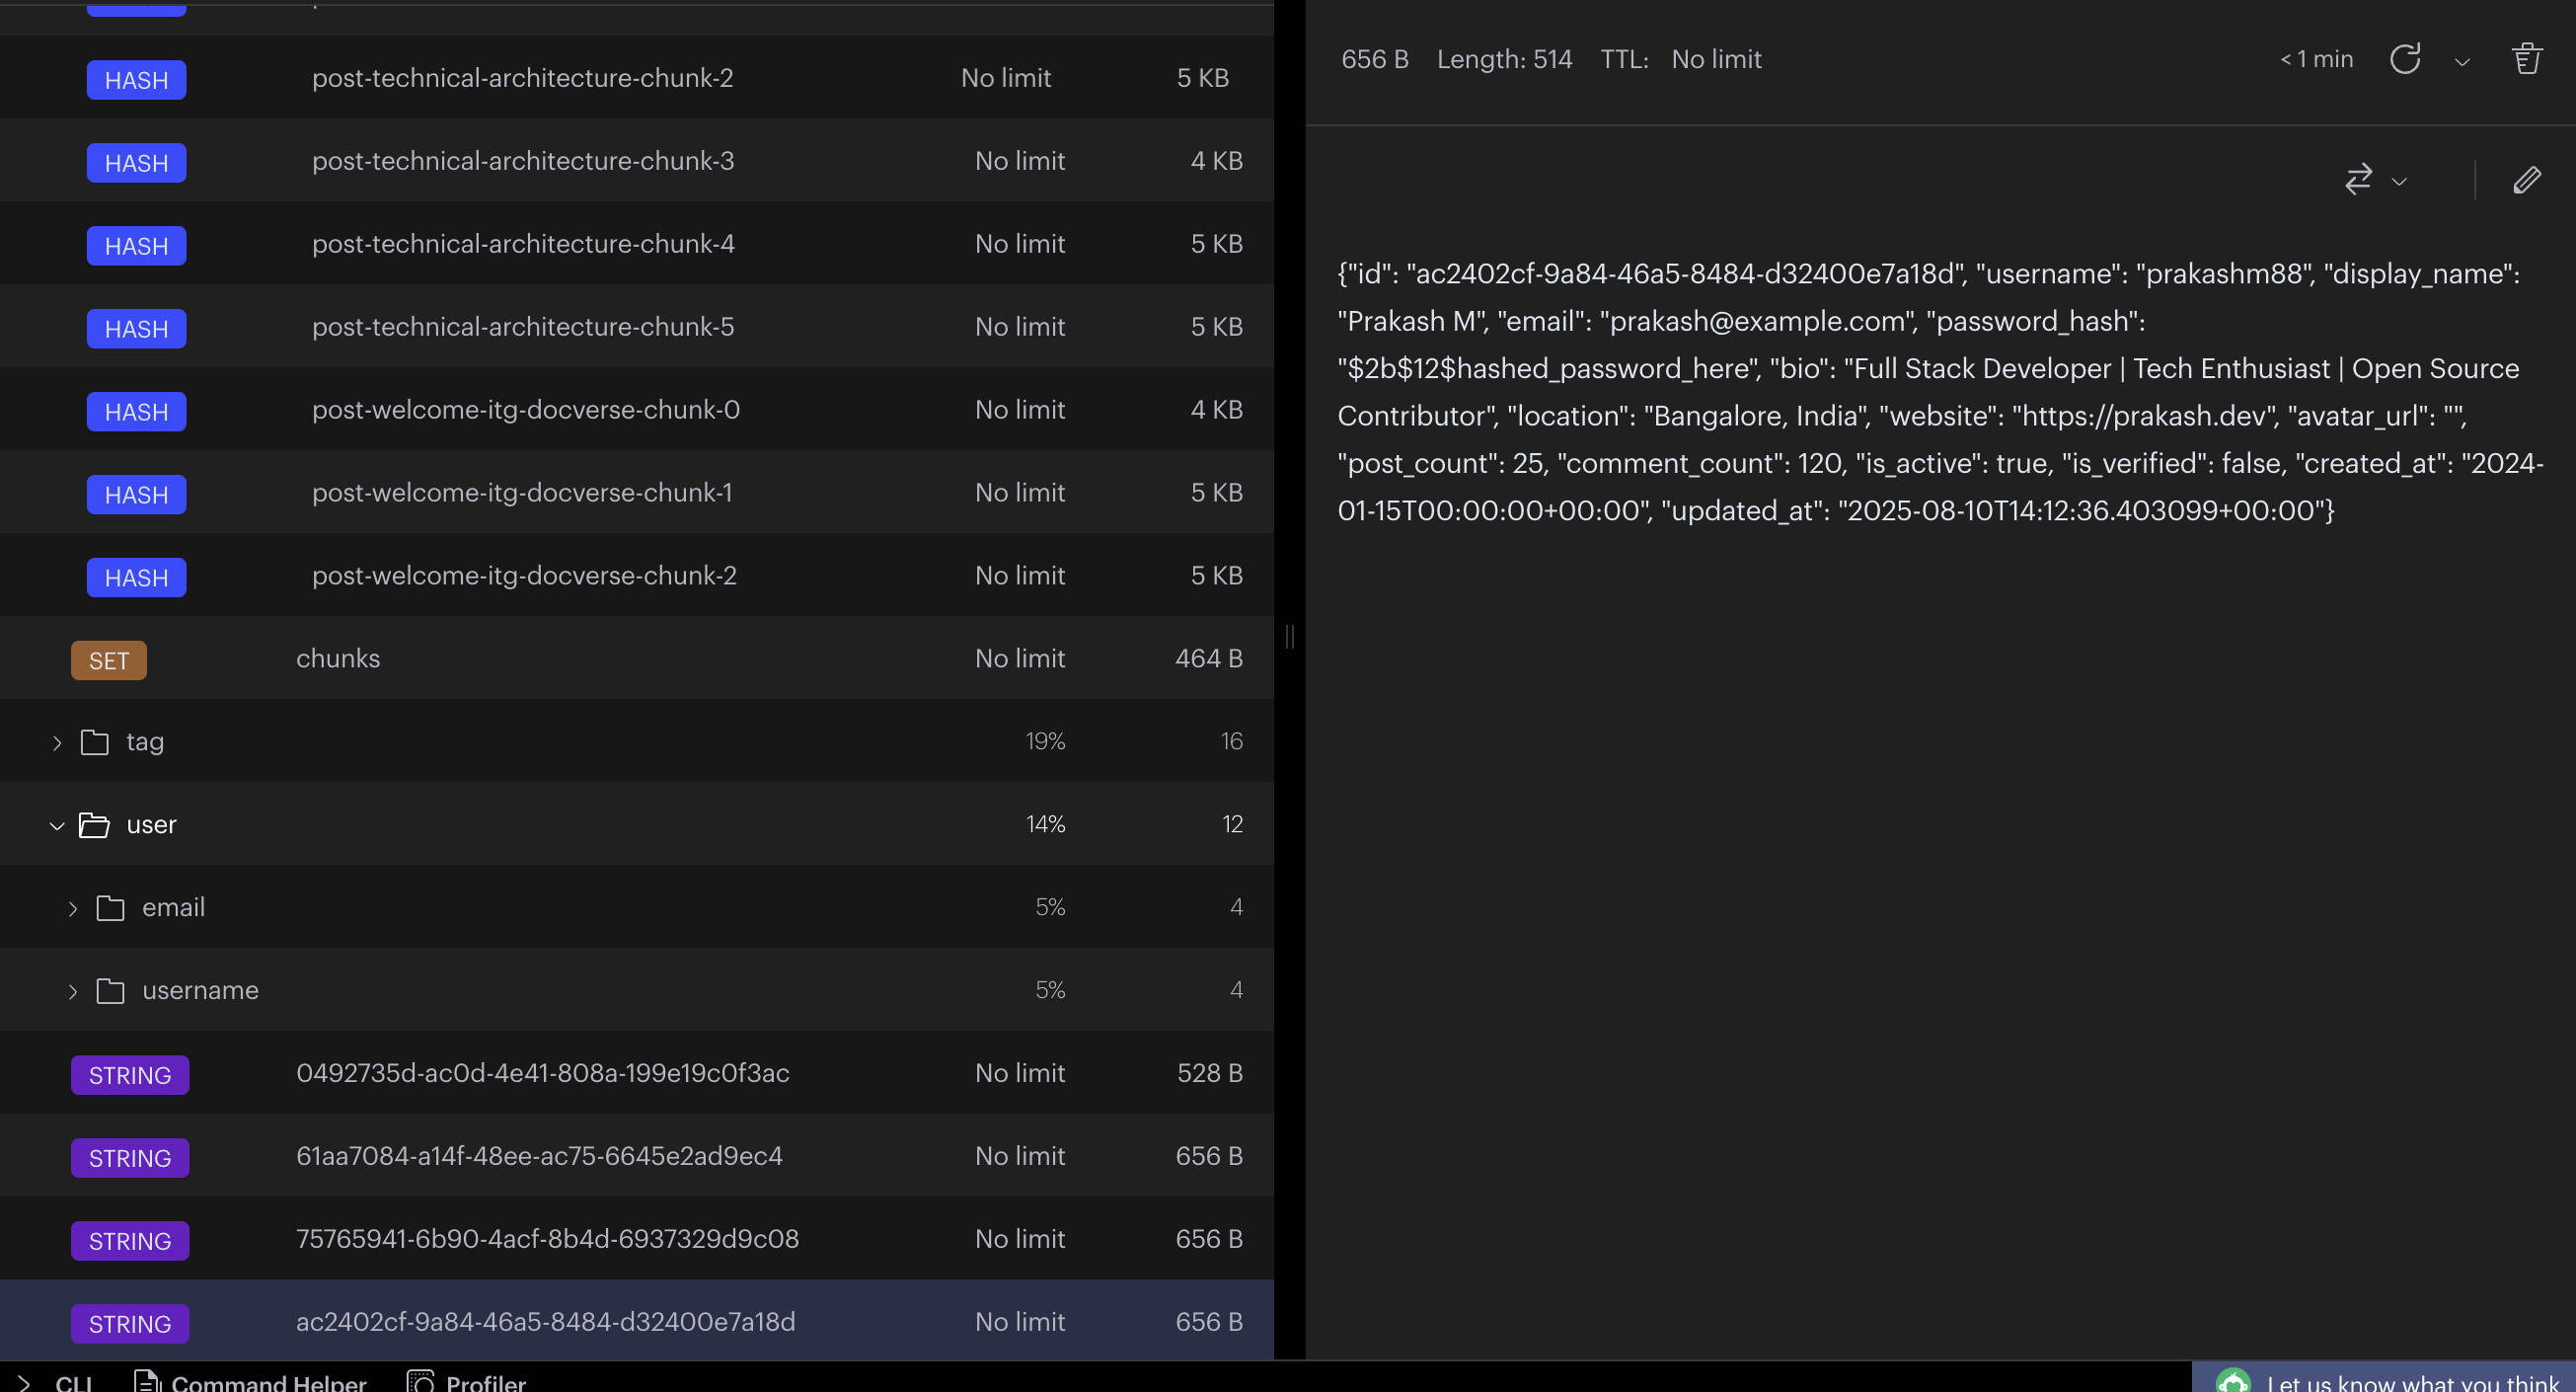 HASH post-technical-architecture-chunk-2 No limit 5 KB
HASH post-technical-architecture-chunk-3 No limit 4 KB
HASH post-technical-architecture-chunk-4 No limit 5 KB
HASH post-technical-architecture-chunk-5 No limit 5 KB
HASH post-welcome-itg-docverse-chunk-0 No limit 4 KB
HASH post-welcome-itg-docverse-chunk-1 No limit 5 KB
HASH post-welcome-itg-docverse-chunk-2 No limit 5 KB
SET chunks No limit 464 B
tag 19% 16
user 14% 12
email 5% 4
username 5% 4
STRING 0492735d-ac0d-4e41-808a-199e19c0f3ac No limit 528 B
STRING 61aa7084-a14f-48ee-ac75-6645e2ad9ec4 No limit 656 B
STRING 75765941-6b90-4acf-8b4d-6937329d9c08 No limit 656 B
STRING ac2402cf-9a84-46a5-8484-d32400e7a18d No limit 656 B
656 B Length: 514 TTL: No limit < 1 min
{"id": "ac2402cf-9a84-46a5-8484-d32400e7a18d", "username": "prakashm88", "display_name":
"Prakash M", "email": "prakash@example.com", "password_hash":
"$2b$12$hashed_password_here", "bio": "Full Stack Developer | Tech Enthusiast | Open Source
Contributor", "location": "Bangalore, India", "website": "https://prakash.dev", "avatar_url": "",
"post_count": 25, "comment_count": 120, "is_active": true, "is_verified": false, "created_at": "2024-
01-15T00:00:00+00:00", "updated_at": "2025-08-10T14:12:36.403099+00:00"}
CLI Command Helper Profiler
Let us know what you think